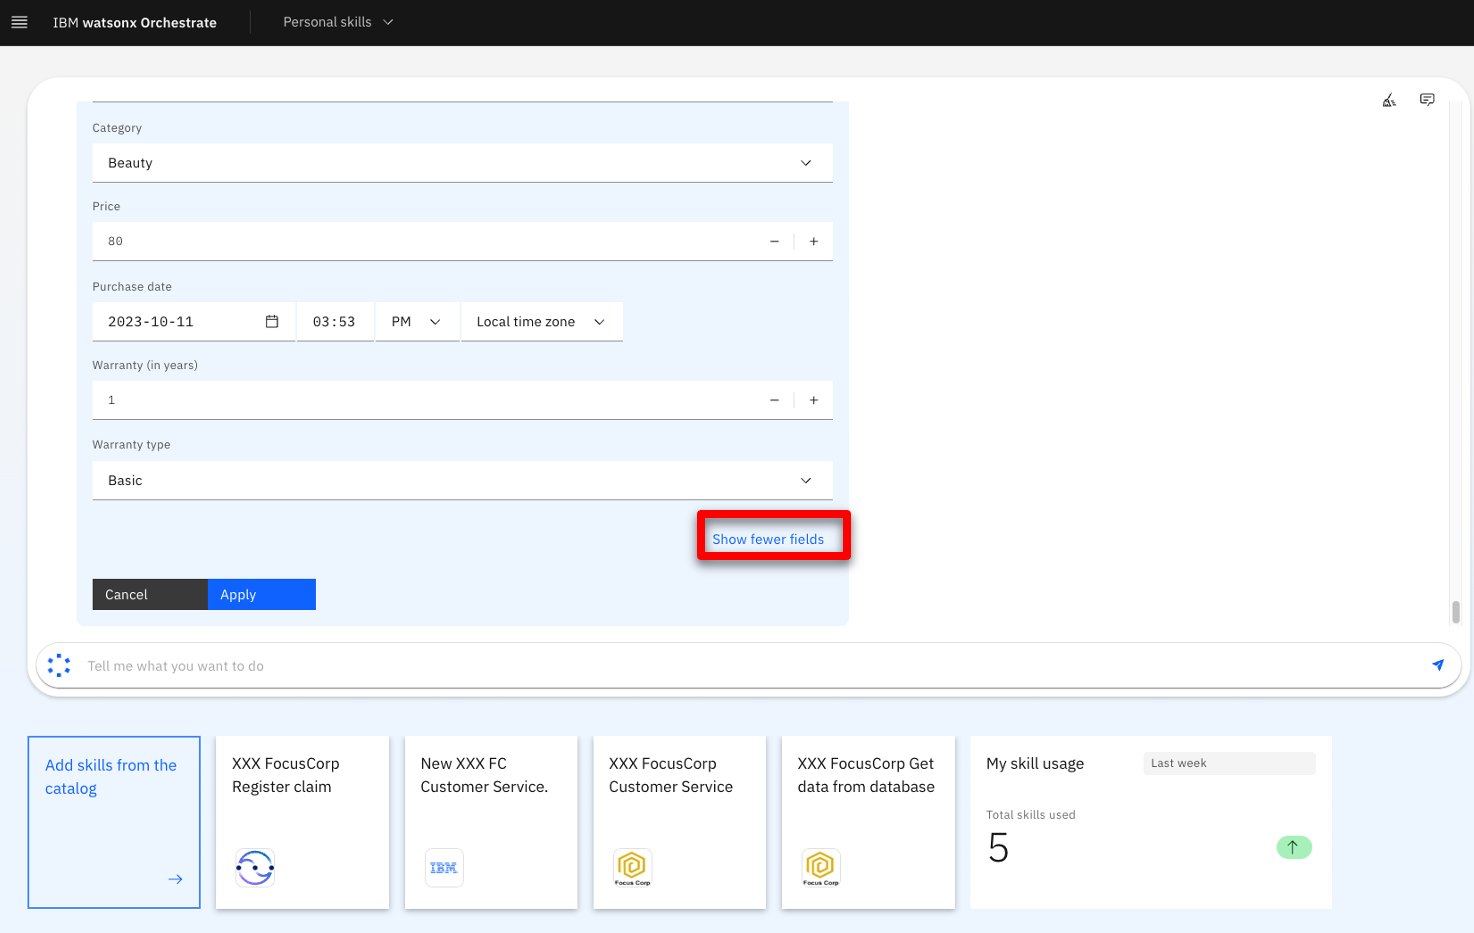 IBM watsonx Orchestrate
Personal skills
Category
Beauty
Price
80
Purchase date
2023-10-11
03:53
PM
Local time zone
Warranty (in years)
1
Warranty type
Basic
Show fewer fields
Cancel
Apply
Tell me what you want to do
Add skills from the
catalog
XXX FocusCorp
Register claim
New XXX FC
Customer Service.
IBM
XXX FocusCorp
Customer Service
Focus Corp
XXX FocusCorp Get
data from database
Focus Corp
My skill usage
Last week
Total skills used
5